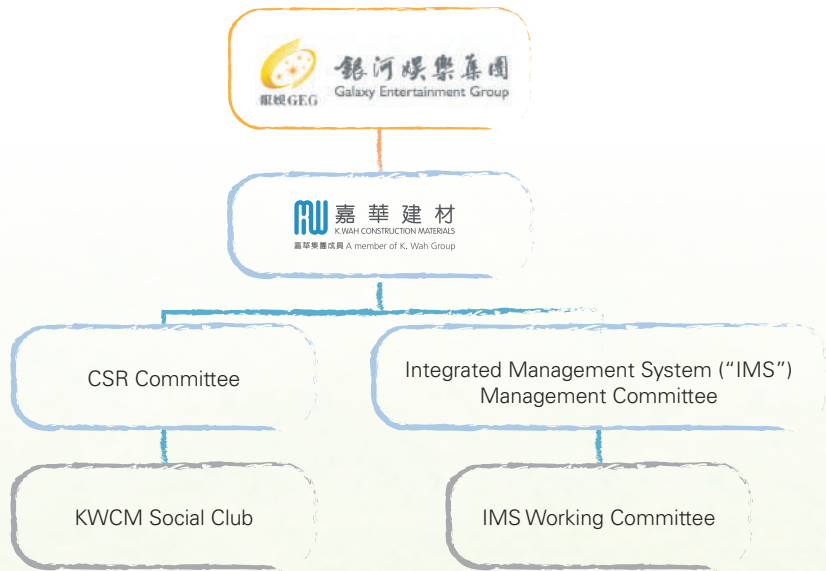 銀河娛樂集團
銀娛GEG
Galaxy Entertainment Group
嘉華建材
K. WAH CONSTRUCTION MATERIALS
嘉華集團成員 A member of K. Wah Group
CSR Committee
Integrated Management System (“IMS”)
Management Committee
KWCM Social Club
IMS Working Committee